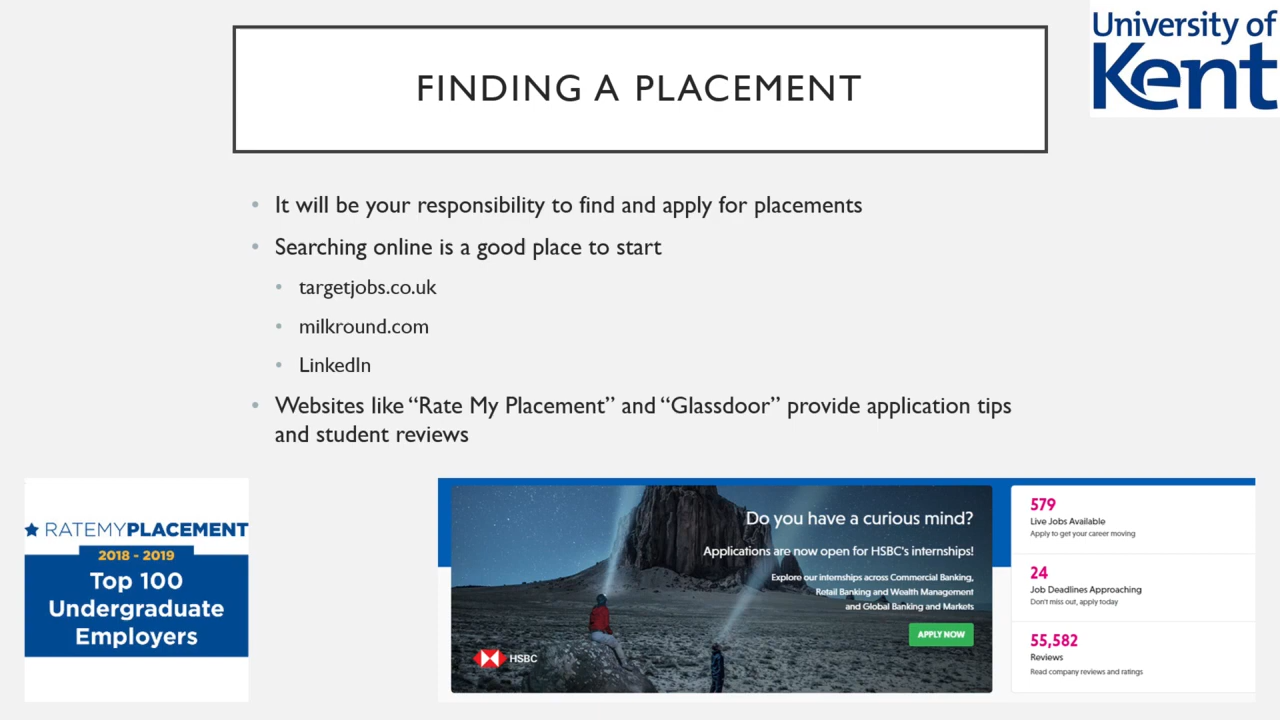 University of
Kent
FINDING A PLACEMENT
• It will be your responsibility to find and apply for placements
• Searching online is a good place to start
• targetjobs.co.uk
• milkround.com
• LinkedIn
• Websites like “Rate My Placement” and “Glassdoor” provide application tips
and student reviews
RATEMYPLACEMENT
2018 - 2019
Top 100
Undergraduate
Employers
Do you have a curious mind?
Applications are now open for HSBC's internships!
Explore our internships across Commercial Banking,
Retail Banking and Wealth Management
and Global Banking and Markets
APPLY NOW
HSBC
579
Live Jobs Available
Apply to get your career moving
24
Job Deadlines Approaching
Don't miss out, apply today
55,582
Reviews
Read company reviews and ratings